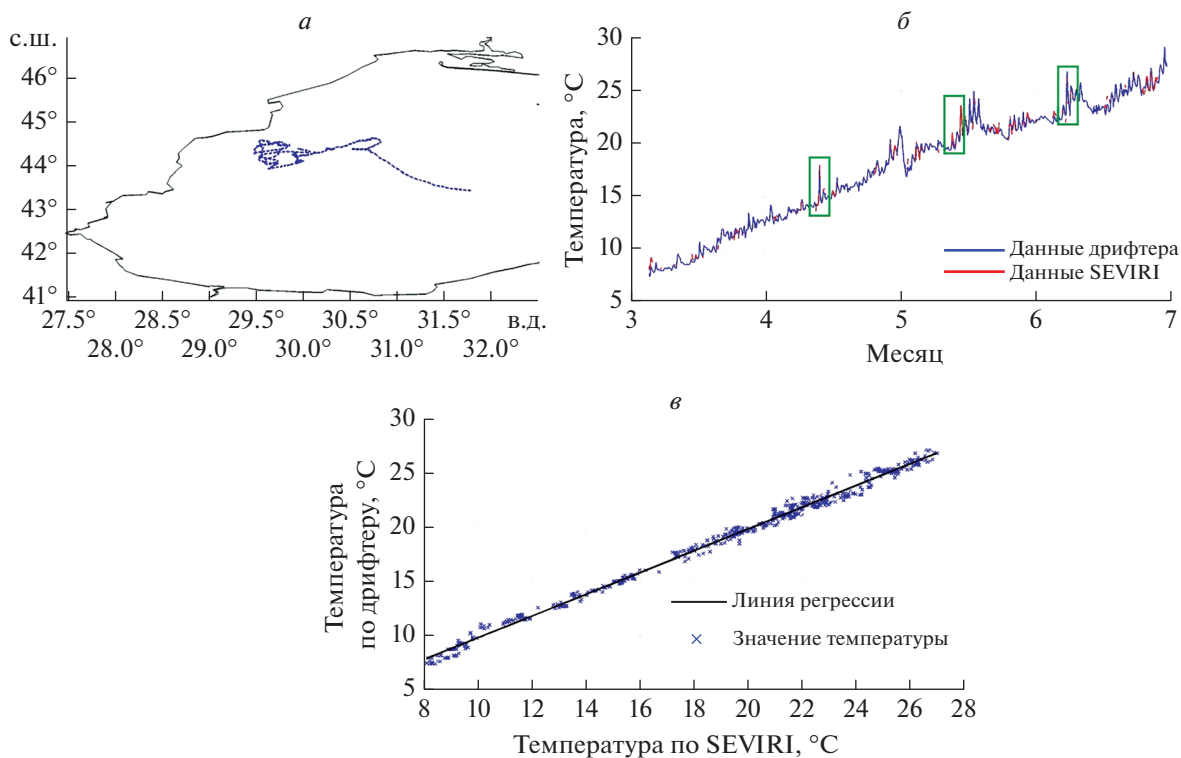 а
с.ш.
46°
45°
44°
43°
42°
41°
27.5° 28.5° 29.5° 30.5° 31.5° в.д.
28.0° 29.0° 30.0° 31.0° 32.0°
б
Температура, °C
30
25
20
15
10
5
Данные дрифтера
Данные SEVIRI
3 4 5 6 7
Месяц
в
Температура
по дрифтеру, °C
30
25
20
15
10
5
Линия регрессии
Значение температуры
8 10 12 14 16 18 20 22 24 26 28
Температура по SEVIRI, °C